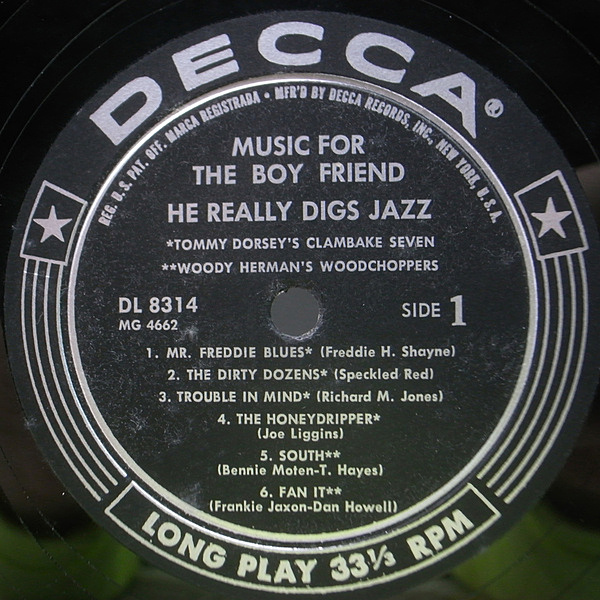 DECCA®
REG. U.S. PAT. OFF. MARCA REGISTRADA • MFR'D BY DECCA RECORDS, INC., NEW YORK, U.S.A.
MUSIC FOR
THE BOY FRIEND
HE REALLY DIGS JAZZ
*TOMMY DORSEY'S CLAMBAKE SEVEN
**WOODY HERMAN'S WOODCHOPPERS
DL 8314 SIDE 1
MG 4662
1. MR. FREDDIE BLUES* (Freddie H. Shayne)
2. THE DIRTY DOZENS* (Speckled Red)
3. TROUBLE IN MIND* (Richard M. Jones)
4. THE HONEYDRIPPER*
(Joe Liggins)
5. SOUTH**
(Bennie Moten-T. Hayes)
6. FAN IT**
(Frankie Jaxon-Dan Howell)
LONG PLAY 33⅓ RPM